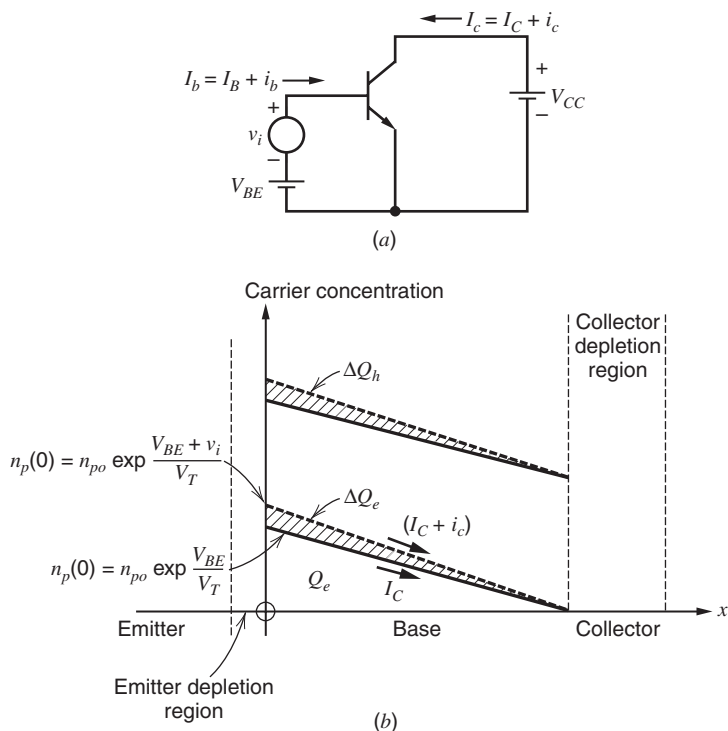 I_c = I_C + i_c
I_b = I_B + i_b
+
+
V_CC
v_i
−
−
V_BE
(a)
Carrier concentration
Collector
depletion
region
ΔQ_h
n_p(0) = n_po exp (V_BE + v_i)/V_T
ΔQ_e
(I_C + i_c)
n_p(0) = n_po exp V_BE/V_T
Q_e
I_C
x
Emitter
Base
Collector
Emitter depletion
region
(b)